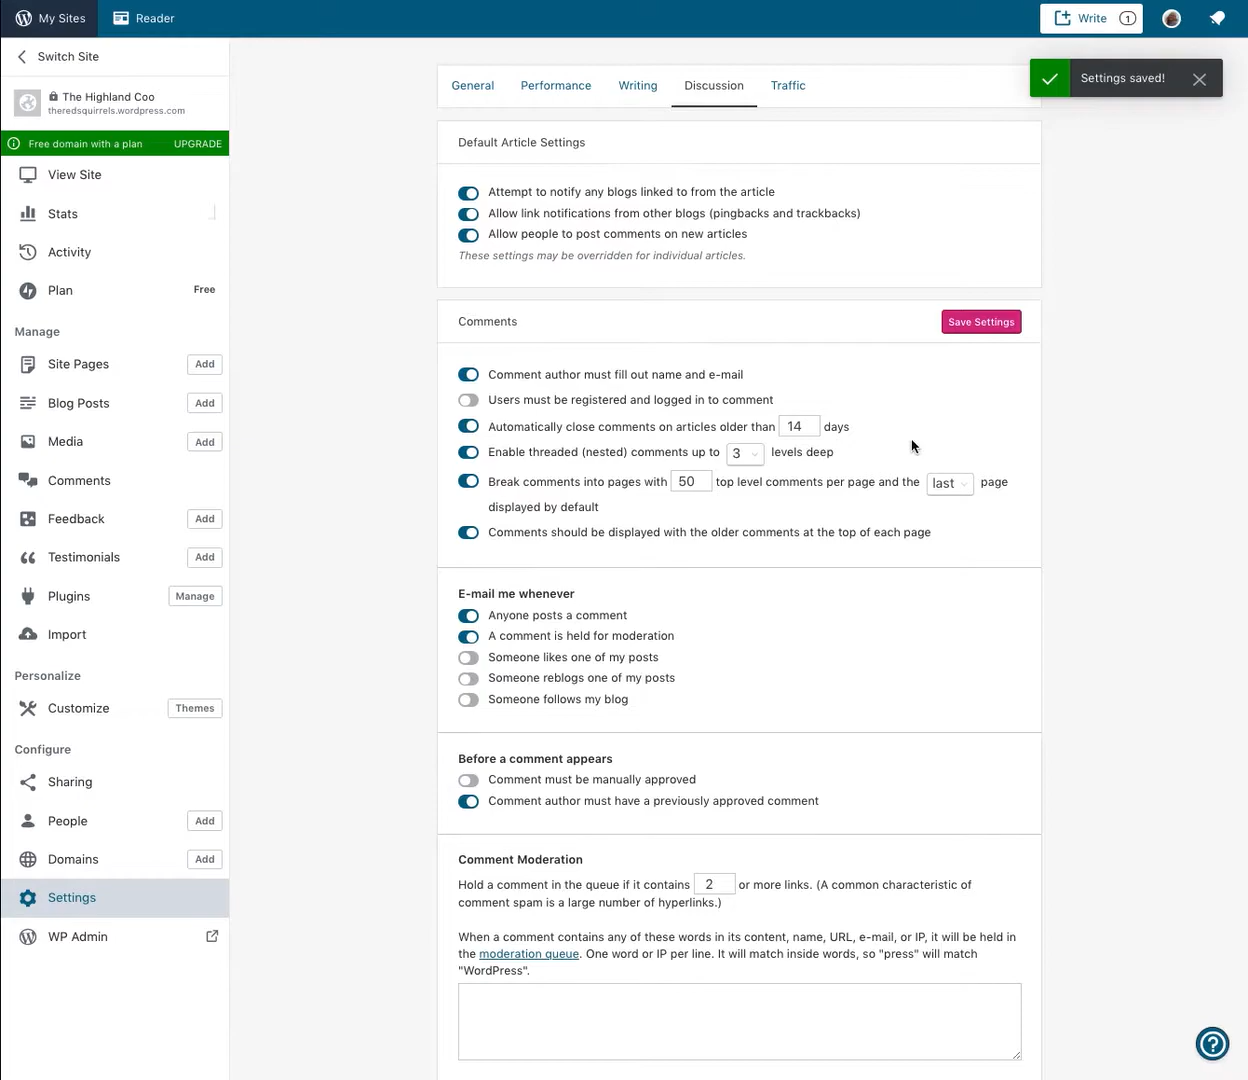 My Sites
Reader
Write 1
Switch Site
The Highland Coo
theredsquirrels.wordpress.com
Free domain with a plan UPGRADE
View Site
Stats
Activity
Plan Free
Manage
Site Pages Add
Blog Posts Add
Media Add
Comments
Feedback Add
Testimonials Add
Plugins Manage
Import
Personalize
Customize Themes
Configure
Sharing
People Add
Domains Add
Settings
WP Admin
General Performance Writing Discussion Traffic
Settings saved!
Default Article Settings
Attempt to notify any blogs linked to from the article
Allow link notifications from other blogs (pingbacks and trackbacks)
Allow people to post comments on new articles
These settings may be overridden for individual articles.
Comments Save Settings
Comment author must fill out name and e-mail
Users must be registered and logged in to comment
Automatically close comments on articles older than 14 days
Enable threaded (nested) comments up to 3 levels deep
Break comments into pages with 50 top level comments per page and the last page
displayed by default
Comments should be displayed with the older comments at the top of each page
E-mail me whenever
Anyone posts a comment
A comment is held for moderation
Someone likes one of my posts
Someone reblogs one of my posts
Someone follows my blog
Before a comment appears
Comment must be manually approved
Comment author must have a previously approved comment
Comment Moderation
Hold a comment in the queue if it contains 2 or more links. (A common characteristic of
comment spam is a large number of hyperlinks.)
When a comment contains any of these words in its content, name, URL, e-mail, or IP, it will be held in
the moderation queue. One word or IP per line. It will match inside words, so "press" will match
"WordPress".